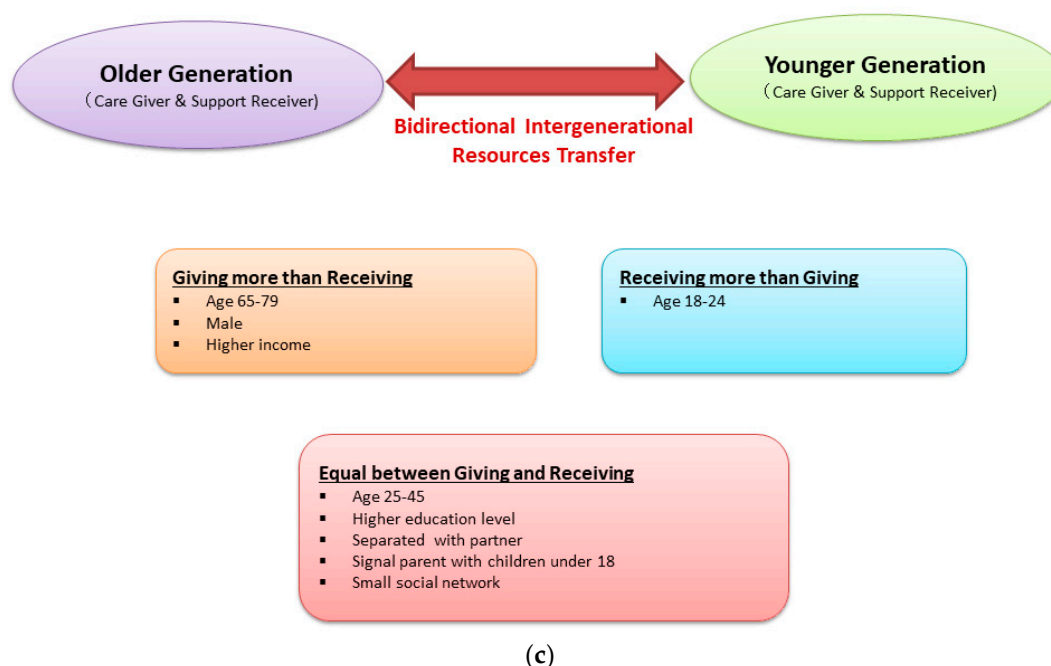 Older Generation
（Care Giver & Support Receiver)
Younger Generation
（Care Giver & Support Receiver)
Bidirectional Intergenerational
Resources Transfer
Giving more than Receiving
▪ Age 65-79
▪ Male
▪ Higher income
Receiving more than Giving
▪ Age 18-24
Equal between Giving and Receiving
▪ Age 25-45
▪ Higher education level
▪ Separated with partner
▪ Signal parent with children under 18
▪ Small social network
(c)